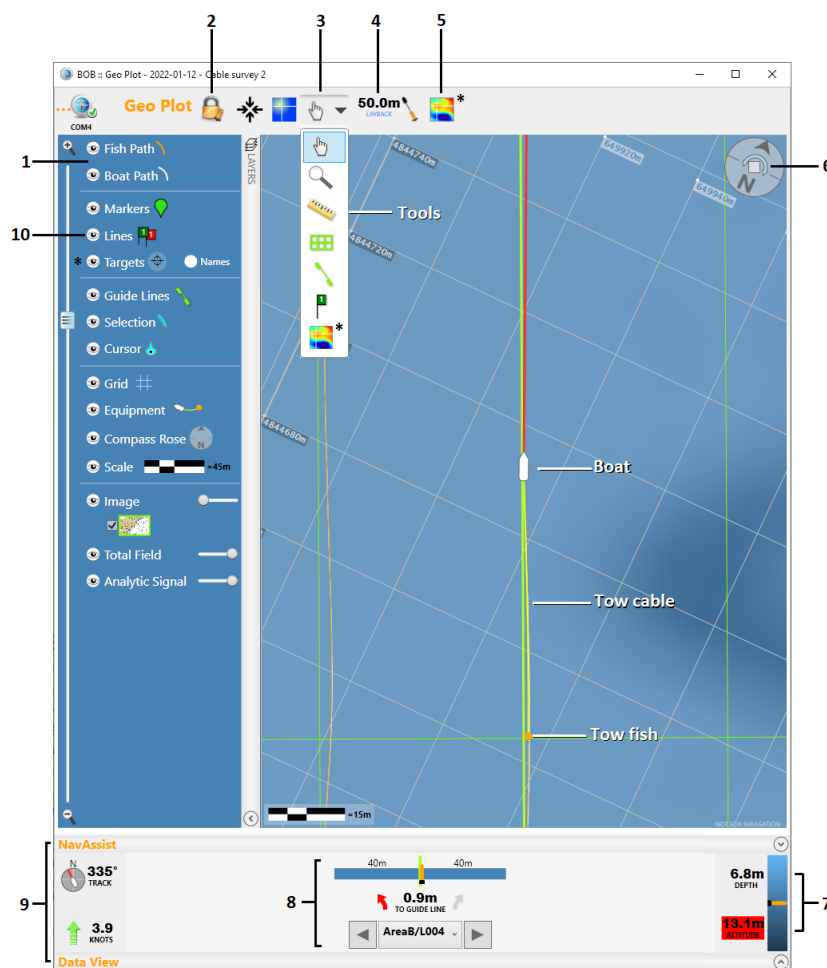 2
3
4
5
BOB :: Geo Plot - 2022-01-12 - Cable survey 2
... COM4
Geo Plot
50.0m
LAYBACK
*
1
Fish Path
Boat Path
Markers
10
Lines
* Targets
Names
Guide Lines
Selection
Cursor
Grid
Equipment
Compass Rose
N
Scale
=45m
Image
Total Field
Analytic Signal
LAYERS
Tools
*
4844740m
4844720m
4844680m
649920m
649940m
N
6
Boat
Tow cable
Tow fish
=15m
NOT FOR NAVIGATION
NavAssist
9
N
335°
TRACK
3.9
KNOTS
8
40m
40m
0.9m
TO GUIDE LINE
AreaB/L004
6.8m
DEPTH
7
13.1m
ALTITUDE
Data View